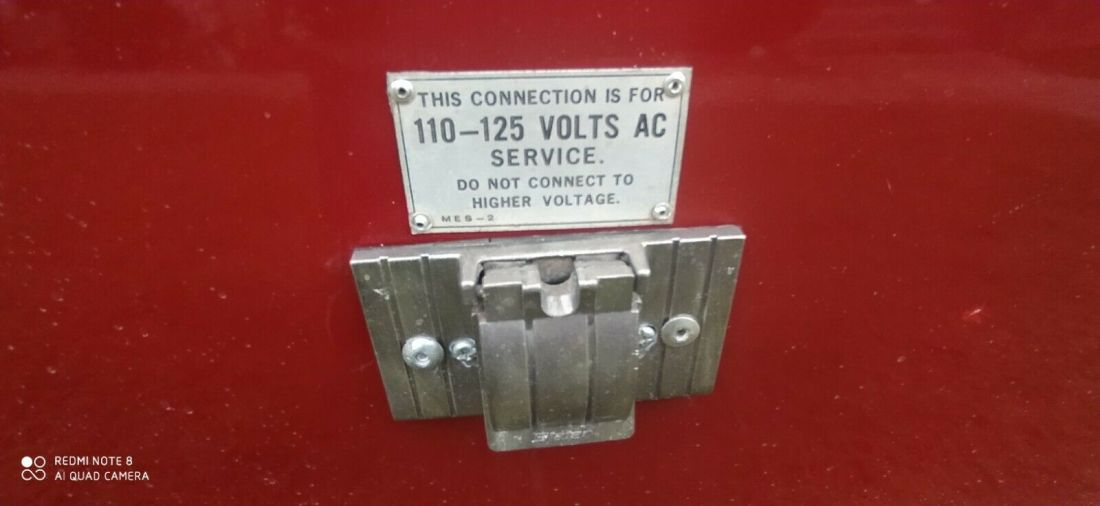 THIS CONNECTION IS FOR
110-125 VOLTS AC
SERVICE.
DO NOT CONNECT TO
HIGHER VOLTAGE.
MES-2
REDMI NOTE 8
AI QUAD CAMERA